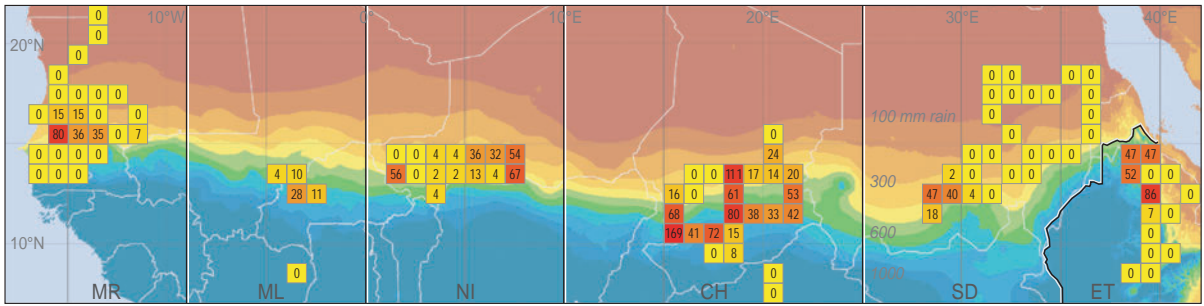 0 10°W 0° 10°E 20°E 30°E 40°E
0
20°N
0
0 0 0 0 0
0 0 0 0 0 0 0 0 0
0 15 15 0 0 100 mm rain 0 0
80 36 35 0 7 0 0 0
0 0 0 0 0 0 4 4 36 32 54 24 0 0 0 0 0 47 47
0 0 0 4 10 56 0 2 2 13 4 67 0 0 111 17 14 20 2 0 0 0 52 0
300
28 11 4 16 0 61 53 47 40 4 0 86 0
68 80 38 33 42 18 7 0
169 41 72 15 600 0
10°N
0 8 0 0
0 0 1000 0 0
0
MR ML NI CH SD ET